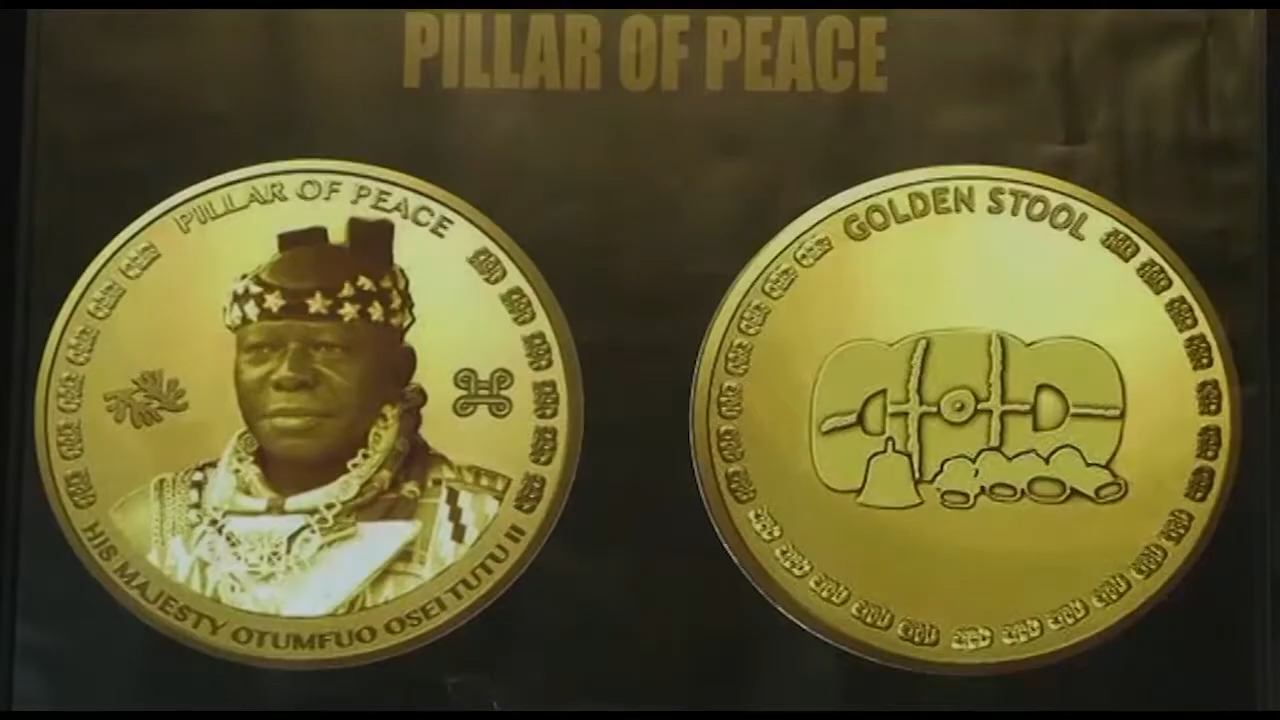 PILLAR OF PEACE
PILLAR OF PEACE
HIS MAJESTY OTUMFUO OSEI TUTU II
GOLDEN STOOL